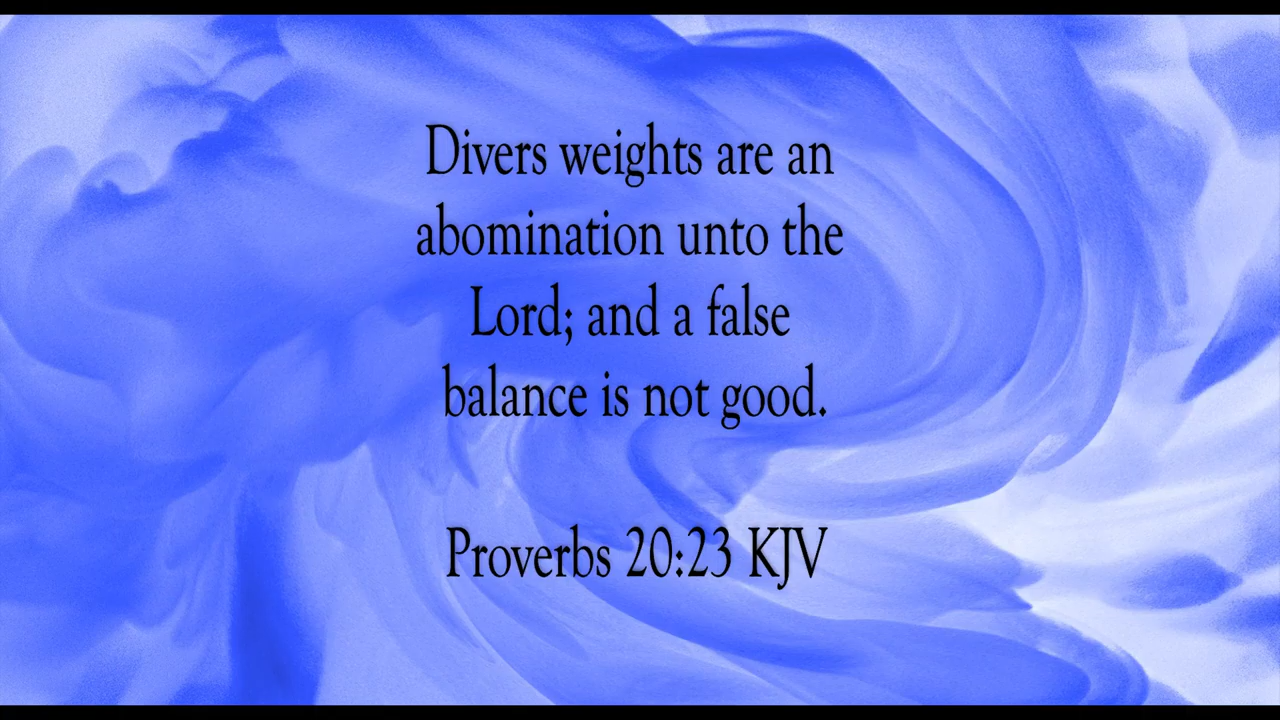 Divers weights are an
abomination unto the
Lord; and a false
balance is not good.
Proverbs 20:23 KJV